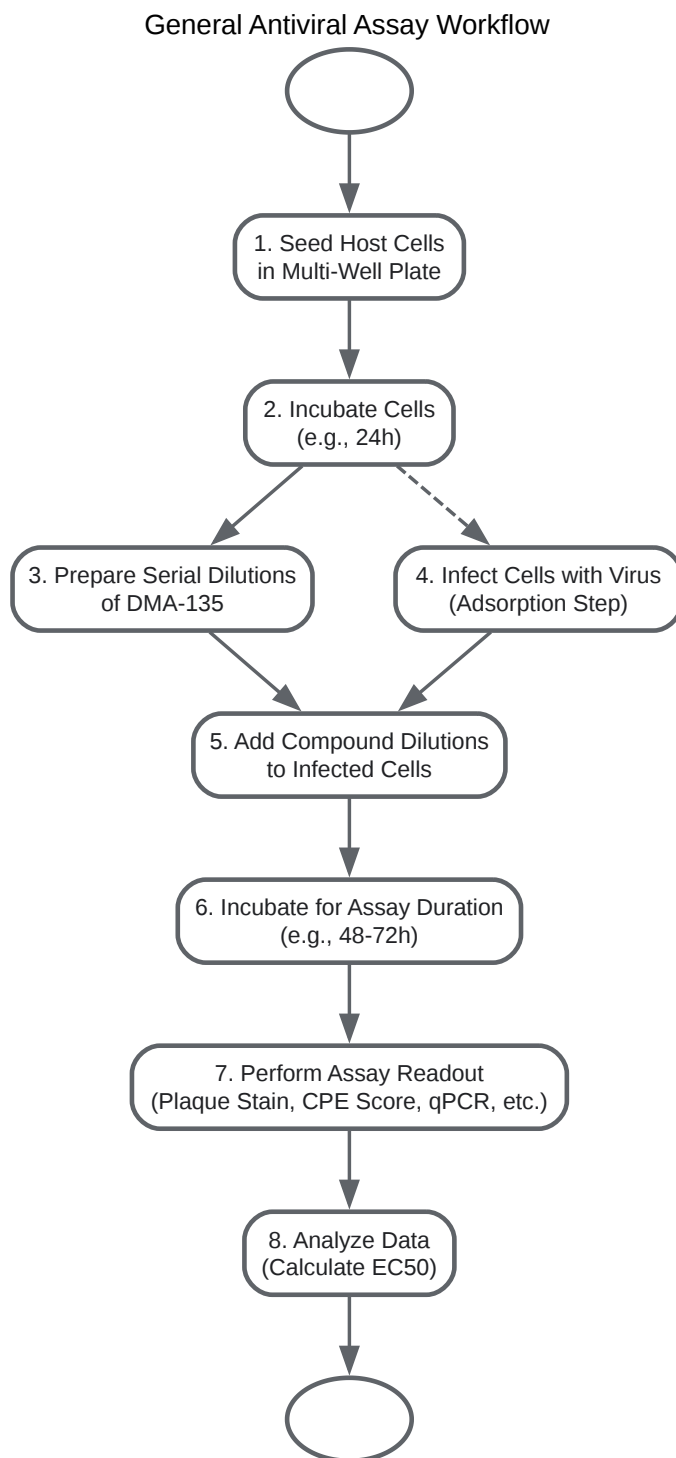 General Antiviral Assay Workflow
1. Seed Host Cells
in Multi-Well Plate
2. Incubate Cells
(e.g., 24h)
3. Prepare Serial Dilutions
of DMA-135
4. Infect Cells with Virus
(Adsorption Step)
5. Add Compound Dilutions
to Infected Cells
6. Incubate for Assay Duration
(e.g., 48-72h)
7. Perform Assay Readout
(Plaque Stain, CPE Score, qPCR, etc.)
8. Analyze Data
(Calculate EC50)